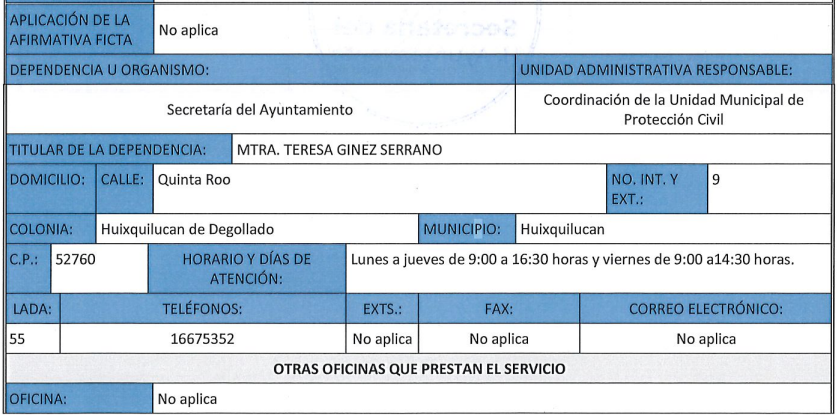 APLICACIÓN DE LA
AFIRMATIVA FICTA
No aplica
DEPENDENCIA U ORGANISMO:
UNIDAD ADMINISTRATIVA RESPONSABLE:
Secretaría del Ayuntamiento
Coordinación de la Unidad Municipal de
Protección Civil
TITULAR DE LA DEPENDENCIA:
MTRA. TERESA GINEZ SERRANO
DOMICILIO:
CALLE:
Quinta Roo
NO. INT. Y
EXT.:
9
COLONIA:
Huixquilucan de Degollado
MUNICIPIO:
Huixquilucan
C.P.:
52760
HORARIO Y DÍAS DE
ATENCIÓN:
Lunes a jueves de 9:00 a 16:30 horas y viernes de 9:00 a14:30 horas.
LADA:
TELÉFONOS:
EXTS.:
FAX:
CORREO ELECTRÓNICO:
55
16675352
No aplica
No aplica
No aplica
OTRAS OFICINAS QUE PRESTAN EL SERVICIO
OFICINA:
No aplica